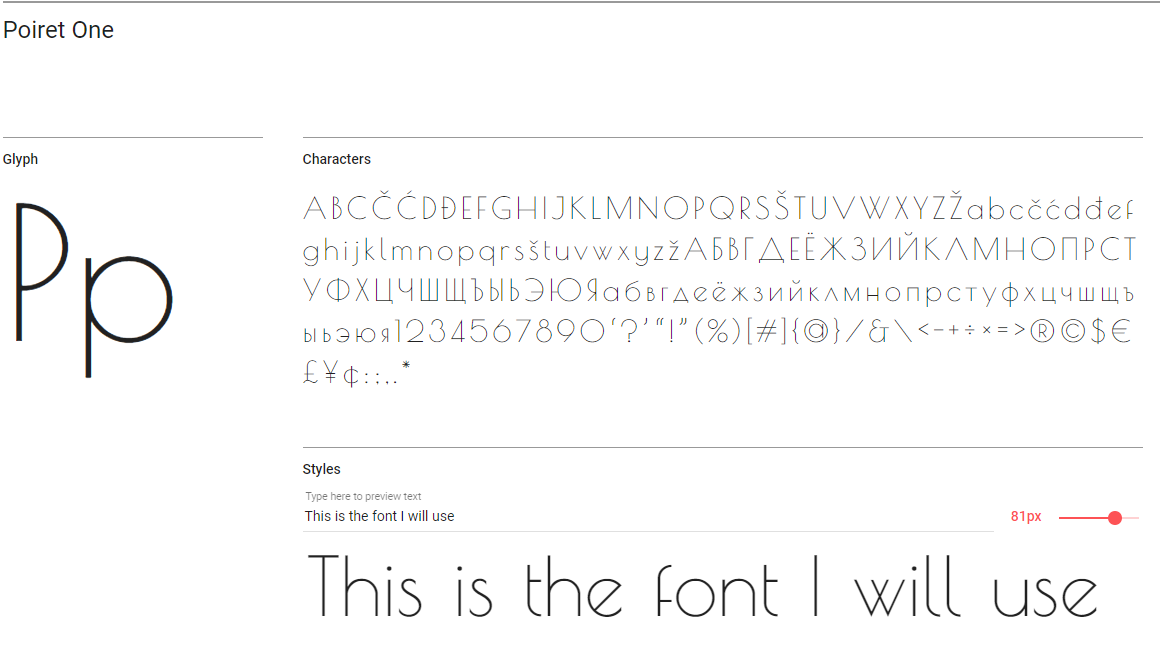 Poiret One
Glyph
Pp
Characters
ABCČĆDĐEFGHIJKLMNOPQRSŠTUVWXYZŽabcčćdđef
ghijklmnopqrsštuvwxyzžАБВГДЕЁЖЗИЙКЛМНОПРСТ
УФХЦЧШЩЪЫЬЭЮЯабвгдеёжзийклмнопрстуфхцчшщъ
ыьэюя1234567890‘?’“!”(%)[#]{@}/&\<-+÷×=>®©$€
£¥¢:;,.*
Styles
Type here to preview text
This is the font I will use
81px
This is the font I will use